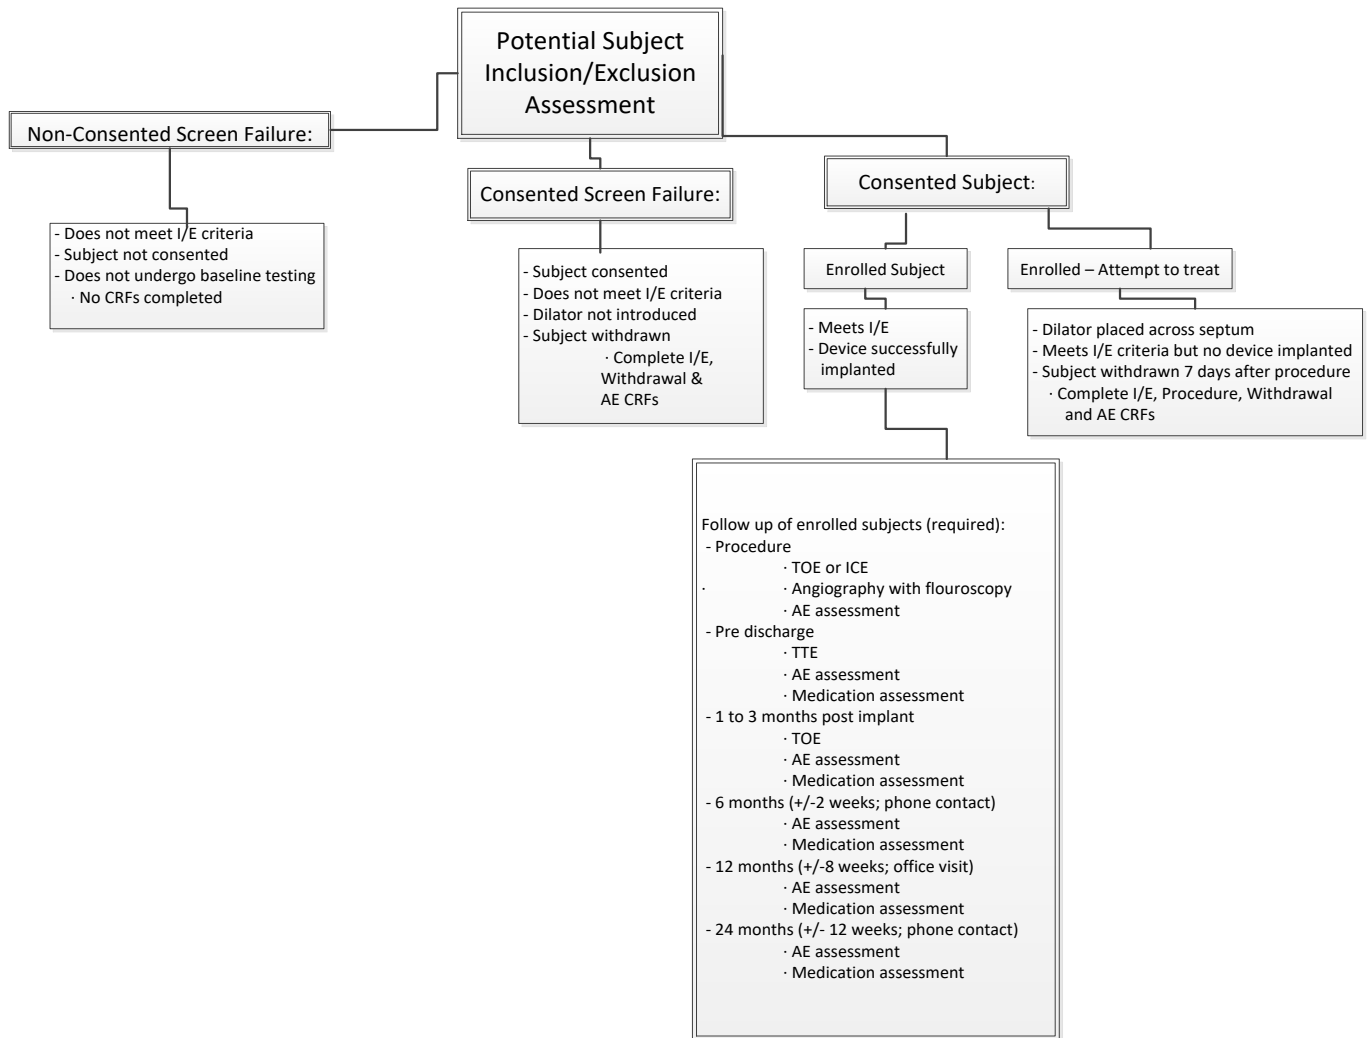 Potential Subject
Inclusion/Exclusion
Assessment
Non-Consented Screen Failure:
- Does not meet I/E criteria
- Subject not consented
- Does not undergo baseline testing
· No CRFs completed
Consented Screen Failure:
- Subject consented
- Does not meet I/E criteria
- Dilator not introduced
- Subject withdrawn
· Complete I/E,
Withdrawal &
AE CRFs
Consented Subject:
Enrolled Subject
- Meets I/E
- Device successfully
implanted
Enrolled – Attempt to treat
- Dilator placed across septum
- Meets I/E criteria but no device implanted
- Subject withdrawn 7 days after procedure
· Complete I/E, Procedure, Withdrawal
and AE CRFs
Follow up of enrolled subjects (required):
- Procedure
· TOE or ICE
· · Angiography with flouroscopy
· AE assessment
- Pre discharge
· TTE
· AE assessment
· Medication assessment
- 1 to 3 months post implant
· TOE
· AE assessment
· Medication assessment
- 6 months (+/-2 weeks; phone contact)
· AE assessment
· Medication assessment
- 12 months (+/-8 weeks; office visit)
· AE assessment
· Medication assessment
- 24 months (+/- 12 weeks; phone contact)
· AE assessment
· Medication assessment